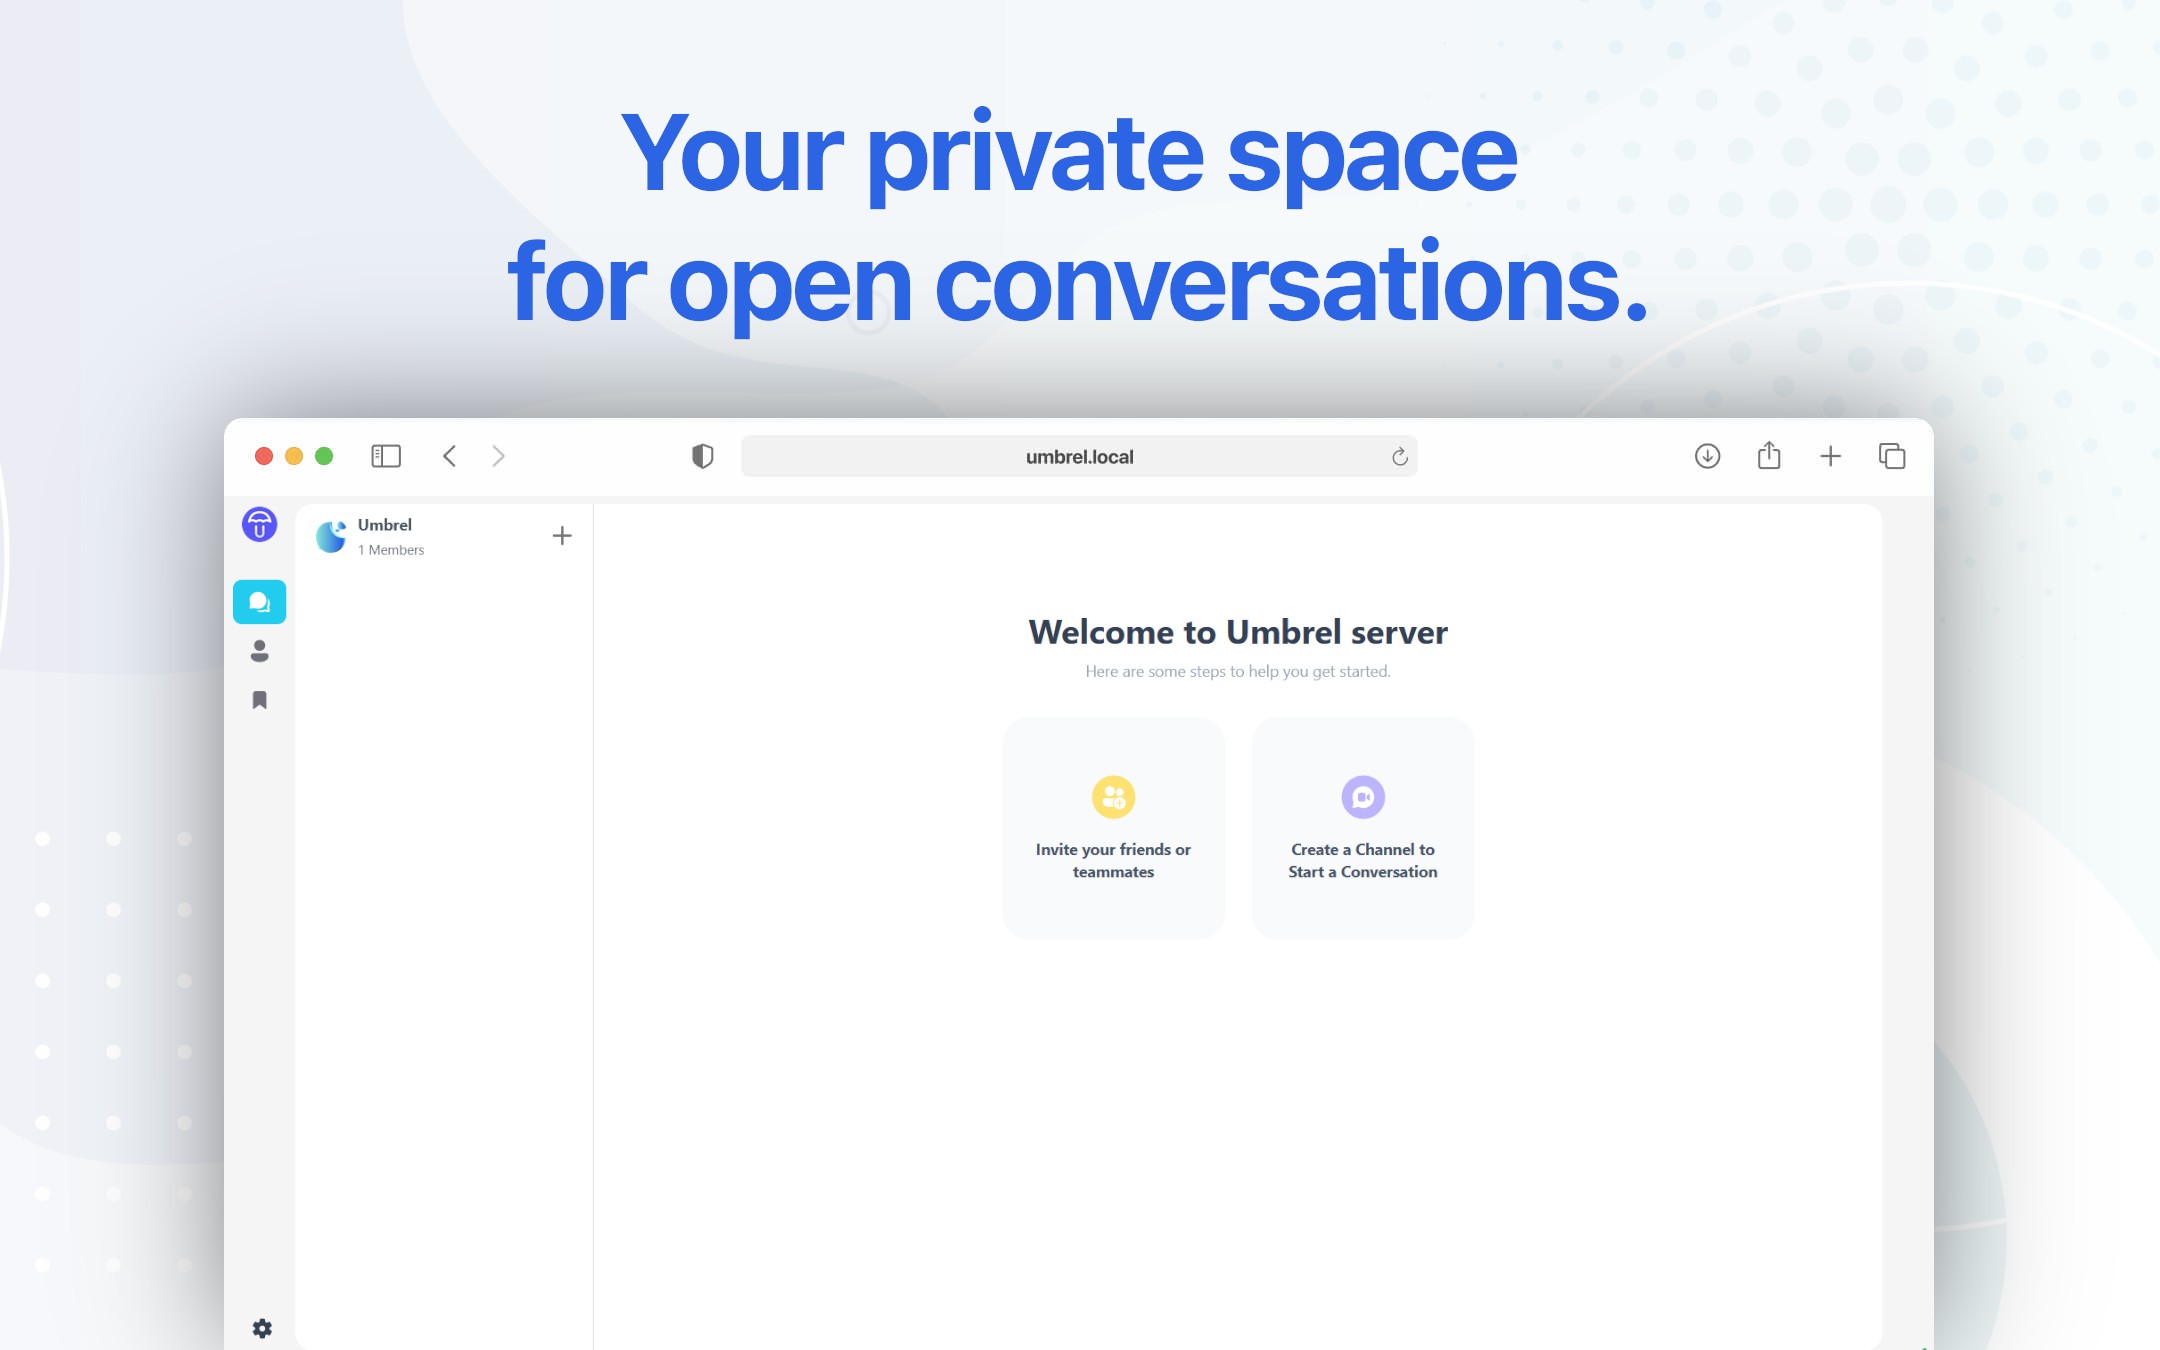 Your private space
for open conversations.
umbrel.local
Umbrel
1 Members
Welcome to Umbrel server
Here are some steps to help you get started.
Invite your friends or
teammates
Create a Channel to
Start a Conversation